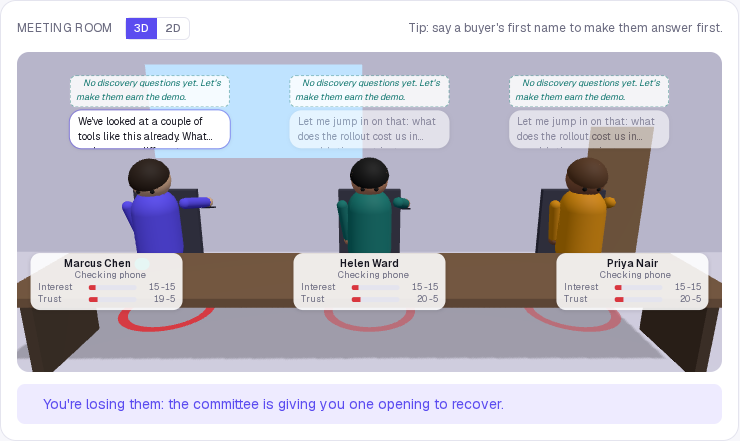 MEETING ROOM
3D
2D
Tip: say a buyer's first name to make them answer first.
No discovery questions yet. Let's
make them earn the demo.
We've looked at a couple of
tools like this already. What...
No discovery questions yet. Let's
make them earn the demo.
Let me jump in on that: what
does the rollout cost us in...
No discovery questions yet. Let's
make them earn the demo.
Let me jump in on that: what
does the rollout cost us in...
Marcus Chen
Checking phone
Interest 15 -15
Trust 19 -5
Helen Ward
Checking phone
Interest 15 -15
Trust 20 -5
Priya Nair
Checking phone
Interest 15 -15
Trust 20 -5
You're losing them: the committee is giving you one opening to recover.